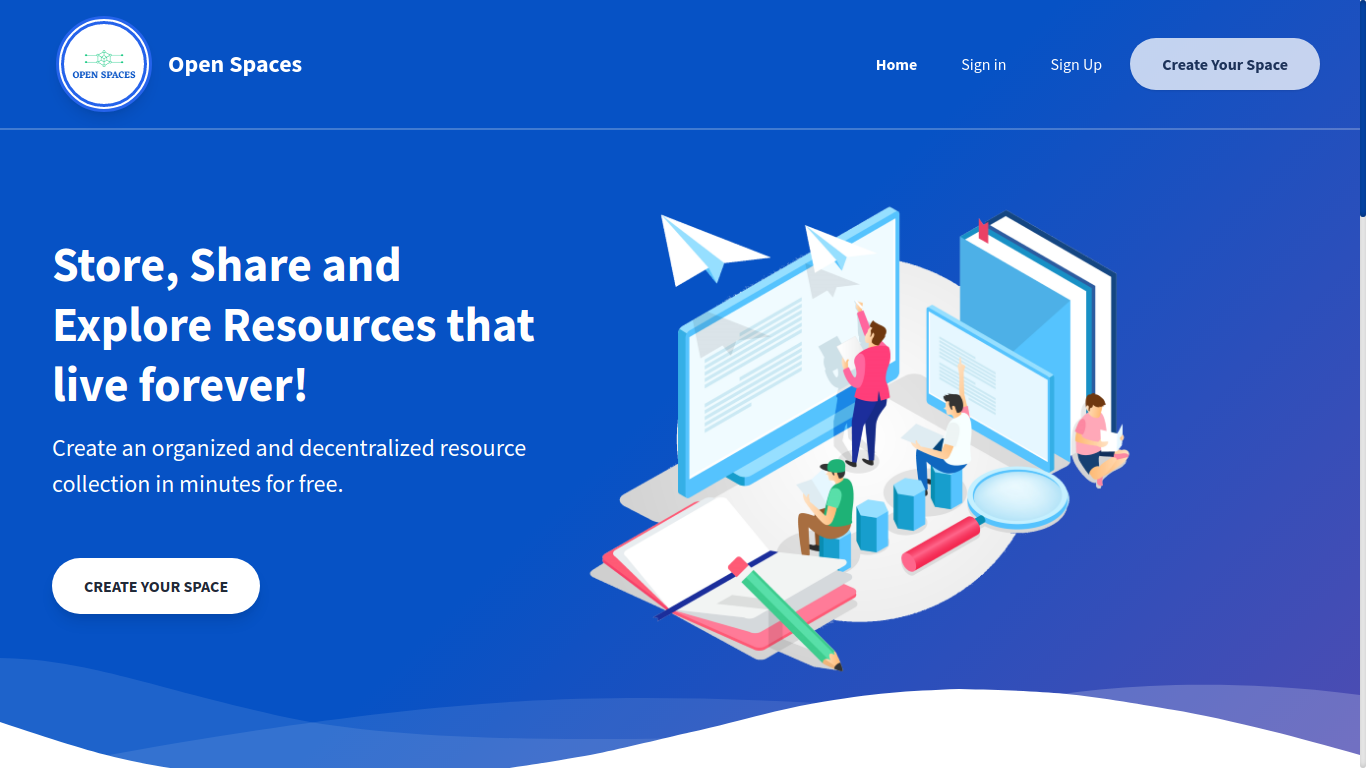 OPEN SPACES
Open Spaces
Home
Sign in
Sign Up
Create Your Space
Store, Share and
Explore Resources that
live forever!
Create an organized and decentralized resource
collection in minutes for free.
CREATE YOUR SPACE